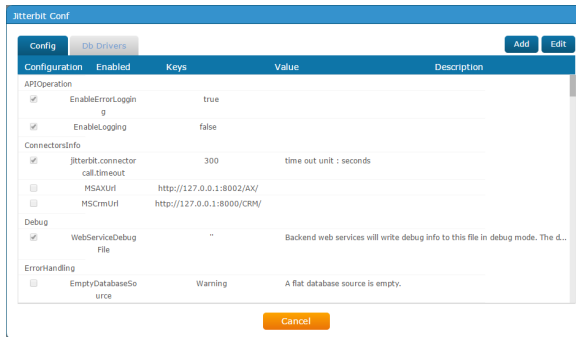 Jitterbit Conf
Config Db Drivers Add Edit
Configuration Enabled Keys Value Description
APIOperation
EnableErrorLoggin true
g
EnableLogging false
ConnectorsInfo
jitterbit.connector 300 time out unit : seconds
call.timeout
MSAXUrl http://127.0.0.1:8002/AX/
MSCrmUrl http://127.0.0.1:8000/CRM/
Debug
WebServiceDebug " Backend web services will write debug info to this file in debug mode. The d...
File
ErrorHandling
EmptyDatabaseSo Warning A flat database source is empty.
urce
Cancel